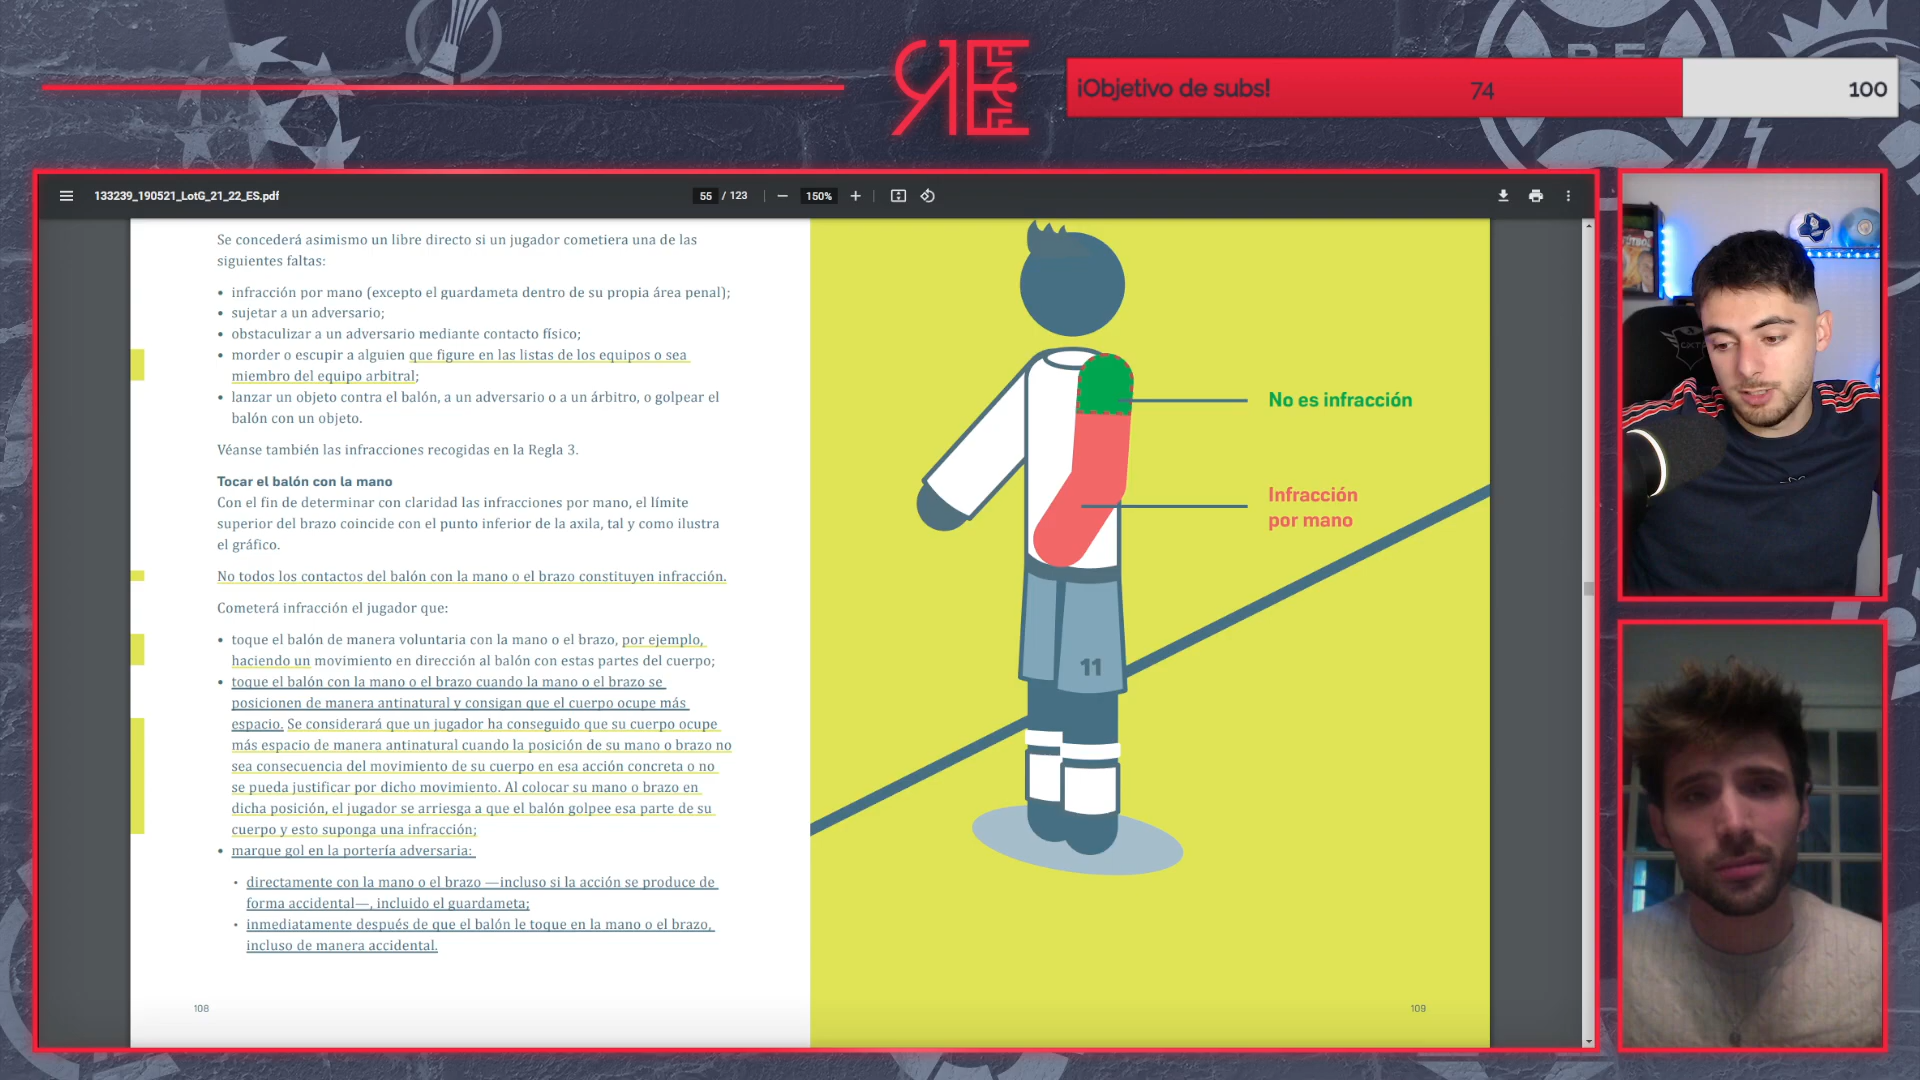 ¡Objetivo de subs!
74
100
133239_190521_LotG_21_22_ES.pdf
55 / 123
150%
Se concederá asimismo un libre directo si un jugador cometiera una de las
siguientes faltas:
• infracción por mano (excepto el guardameta dentro de su propia área penal);
• sujetar a un adversario;
• obstaculizar a un adversario mediante contacto físico;
• morder o escupir a alguien que figure en las listas de los equipos o sea
miembro del equipo arbitral;
• lanzar un objeto contra el balón, a un adversario o a un árbitro, o golpear el
balón con un objeto.
Véanse también las infracciones recogidas en la Regla 3.
Tocar el balón con la mano
Con el fin de determinar con claridad las infracciones por mano, el límite
superior del brazo coincide con el punto inferior de la axila, tal y como ilustra
el gráfico.
No todos los contactos del balón con la mano o el brazo constituyen infracción.
Cometerá infracción el jugador que:
• toque el balón de manera voluntaria con la mano o el brazo, por ejemplo,
haciendo un movimiento en dirección al balón con estas partes del cuerpo;
• toque el balón con la mano o el brazo cuando la mano o el brazo se
posicionen de manera antinatural y consigan que el cuerpo ocupe más
espacio. Se considerará que un jugador ha conseguido que su cuerpo ocupe
más espacio de manera antinatural cuando la posición de su mano o brazo no
sea consecuencia del movimiento de su cuerpo en esa acción concreta o no
se pueda justificar por dicho movimiento. Al colocar su mano o brazo en
dicha posición, el jugador se arriesga a que el balón golpee esa parte de su
cuerpo y esto suponga una infracción;
• marque gol en la portería adversaria:
• directamente con la mano o el brazo —incluso si la acción se produce de
forma accidental—, incluido el guardameta;
• inmediatamente después de que el balón le toque en la mano o el brazo,
incluso de manera accidental.
108
No es infracción
Infracción
por mano
11
109